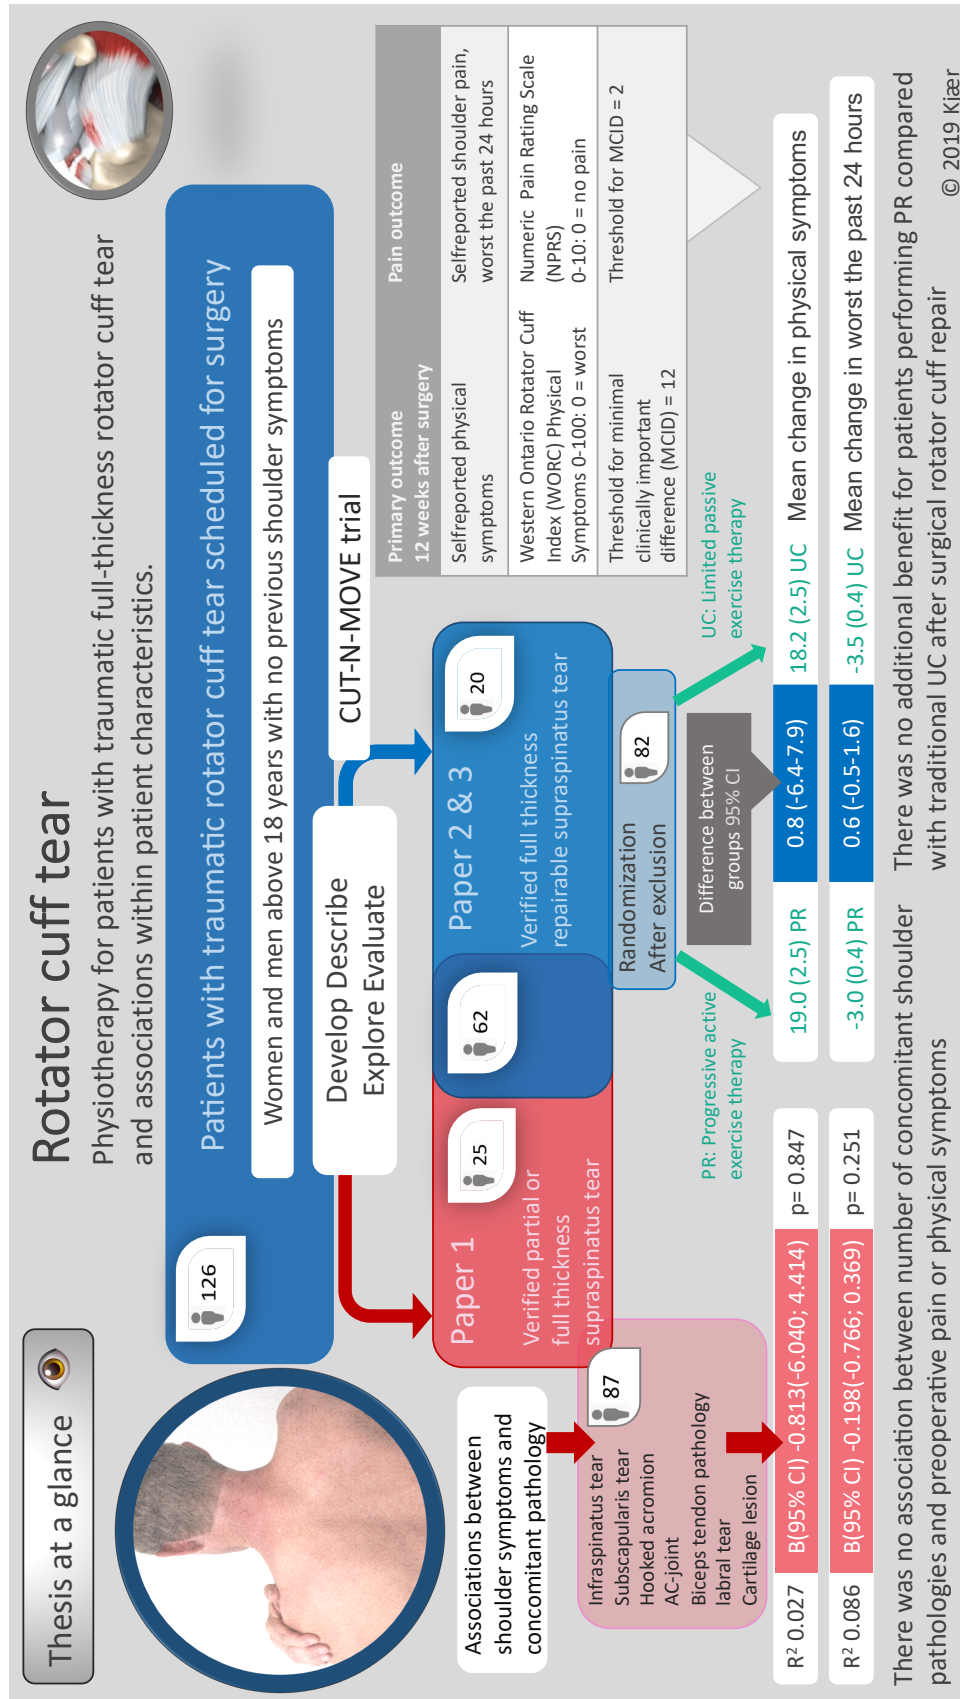 Thesis at a glance
Rotator cuff tear
Physiotherapy for patients with traumatic full-thickness rotator cuff tear
and associations within patient characteristics.
126
Patients with traumatic rotator cuff tear scheduled for surgery
Women and men above 18 years with no previous shoulder symptoms
Develop Describe
Explore Evaluate
CUT-N-MOVE trial
Associations between
shoulder symptoms and
concomitant pathology
Paper 1
25
Verified partial or
full thickness
supraspinatus tear
62
Paper 2 & 3
20
Verified full thickness
repairable supraspinatus tear
87
Infraspinatus tear
Subscapularis tear
Hooked acromion
AC-joint
Biceps tendon pathology
labral tear
Cartilage lesion
Randomization
After exclusion
82
Primary outcome
12 weeks after surgery
Pain outcome
Selfreported physical
symptoms
Selfreported shoulder pain,
worst the past 24 hours
Western Ontario Rotator Cuff
Index (WORC) Physical
Symptoms 0-100: 0 = worst
Numeric Pain Rating Scale
(NPRS)
0-10: 0 = no pain
Threshold for minimal
clinically important
difference (MCID) = 12
Threshold for MCID = 2
PR: Progressive active
exercise therapy
Difference between
groups 95% CI
UC: Limited passive
exercise therapy
R² 0.027 B(95% CI) -0.813(-6.040; 4.414) p= 0.847
19.0 (2.5) PR 0.8 (-6.4-7.9) 18.2 (2.5) UC Mean change in physical symptoms
R² 0.086 B(95% CI) -0.198(-0.766; 0.369) p= 0.251
-3.0 (0.4) PR 0.6 (-0.5-1.6) -3.5 (0.4) UC Mean change in worst the past 24 hours
There was no association between number of concomitant shoulder
pathologies and preoperative pain or physical symptoms
There was no additional benefit for patients performing PR compared
with traditional UC after surgical rotator cuff repair
© 2019 Kjær